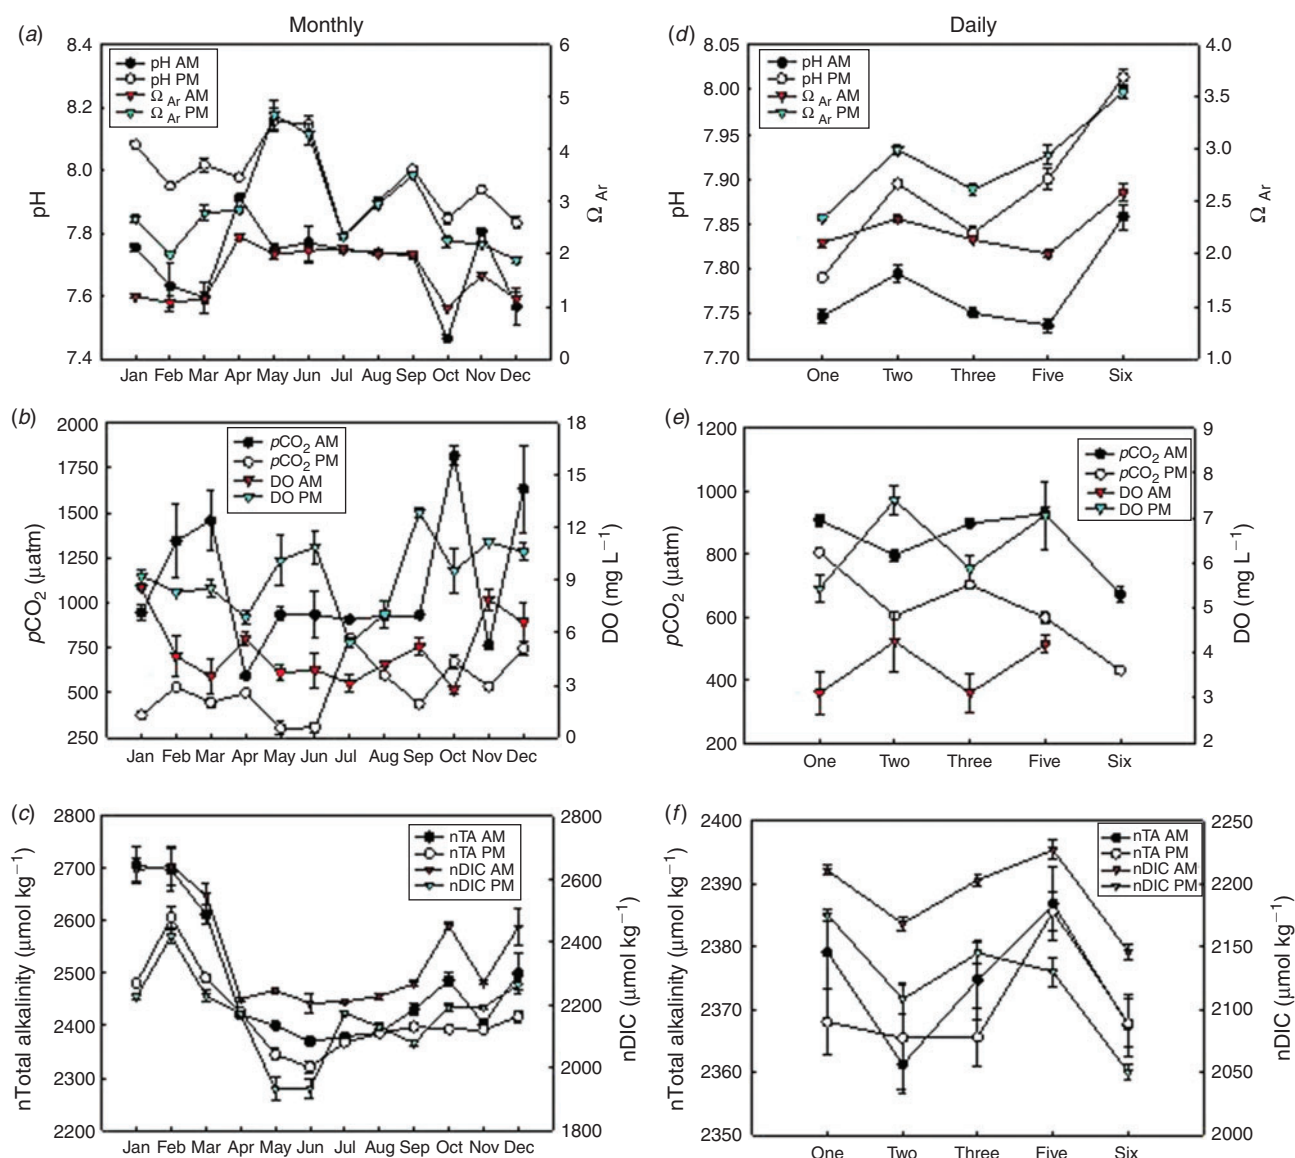 Monthly
(a)
8.4
8.2
8.0
7.8
7.6
7.4
pH
6
5
4
3
2
1
0
Ω Ar
pH AM
pH PM
Ω Ar AM
Ω Ar PM
Jan Feb Mar Apr May Jun Jul Aug Sep Oct Nov Dec
Daily
(d)
8.05
8.00
7.95
7.90
7.85
7.80
7.75
7.70
pH
4.0
3.5
3.0
2.5
2.0
1.5
1.0
Ω Ar
pH AM
pH PM
Ω Ar AM
Ω Ar PM
One Two Three Five Six
(b)
2000
1750
1500
1250
1000
750
500
250
pCO2 (µatm)
18
15
12
9
6
3
0
DO (mg L−1)
pCO2 AM
pCO2 PM
DO AM
DO PM
Jan Feb Mar Apr May Jun Jul Aug Sep Oct Nov Dec
(e)
1200
1000
800
600
400
200
pCO2 (µatm)
9
8
7
6
5
4
3
2
DO (mg L−1)
pCO2 AM
pCO2 PM
DO AM
DO PM
One Two Three Five Six
(c)
2800
2700
2600
2500
2400
2300
2200
nTotal alkalinity (µmol kg−1)
2800
2600
2400
2200
2000
1800
nDIC (µmol kg−1)
nTA AM
nTA PM
nDIC AM
nDIC PM
Jan Feb Mar Apr May Jun Jul Aug Sep Oct Nov Dec
(f)
2400
2390
2380
2370
2360
2350
nTotal alkalinity (µmol kg−1)
2250
2200
2150
2100
2050
2000
nDIC (µmol kg−1)
nTA AM
nTA PM
nDIC AM
nDIC PM
One Two Three Five Six